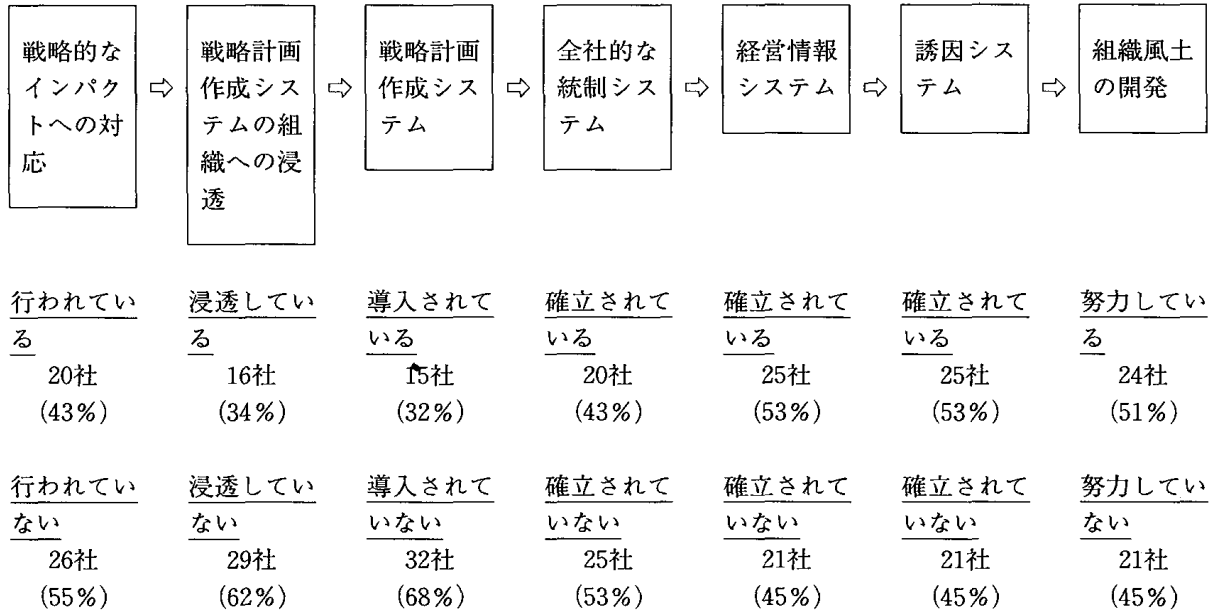 戦略的な
インパク
トへの対
応
⇨
戦略計画
作成シス
テムの組
織への浸
透
⇨
戦略計画
作成シス
テム
⇨
全社的な
統制シス
テム
⇨
経営情報
システム
⇨
誘因シス
テム
⇨
組織風土
の開発
行われてい
る
20社
(43%)
浸透してい
る
16社
(34%)
導入されて
いる
15社
(32%)
確立されて
いる
20社
(43%)
確立されて
いる
25社
(53%)
確立されて
いる
25社
(53%)
努力してい
る
24社
(51%)
行われてい
ない
26社
(55%)
浸透してい
ない
29社
(62%)
導入されて
いない
32社
(68%)
確立されて
いない
25社
(53%)
確立されて
いない
21社
(45%)
確立されて
いない
21社
(45%)
努力してい
ない
21社
(45%)